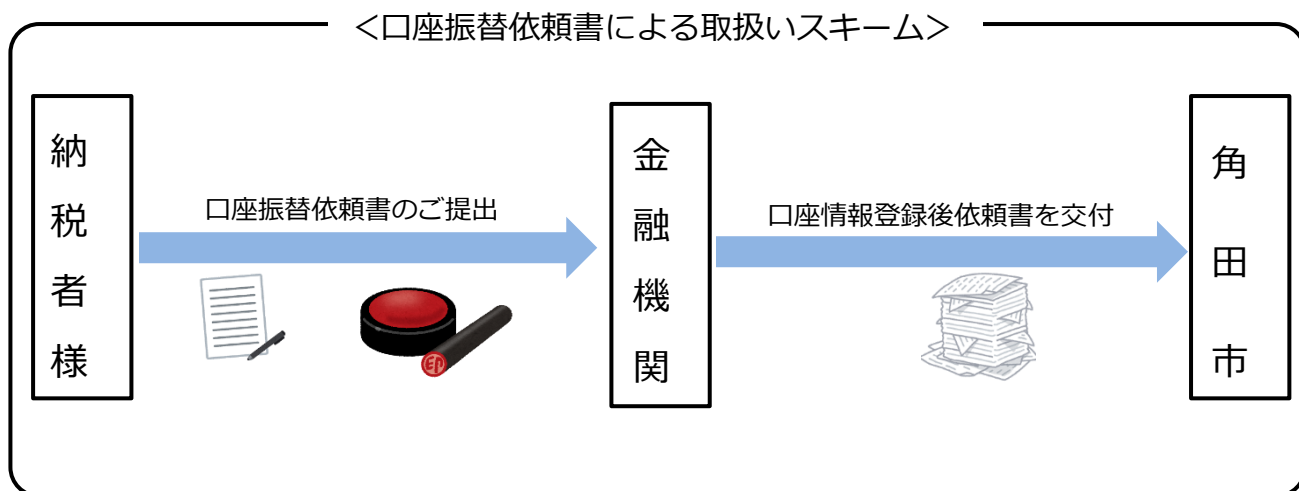 ＜口座振替依頼書による取扱いスキーム＞
納税者様
口座振替依頼書のご提出
印
金融機関
口座情報登録後依頼書を交付
角田市